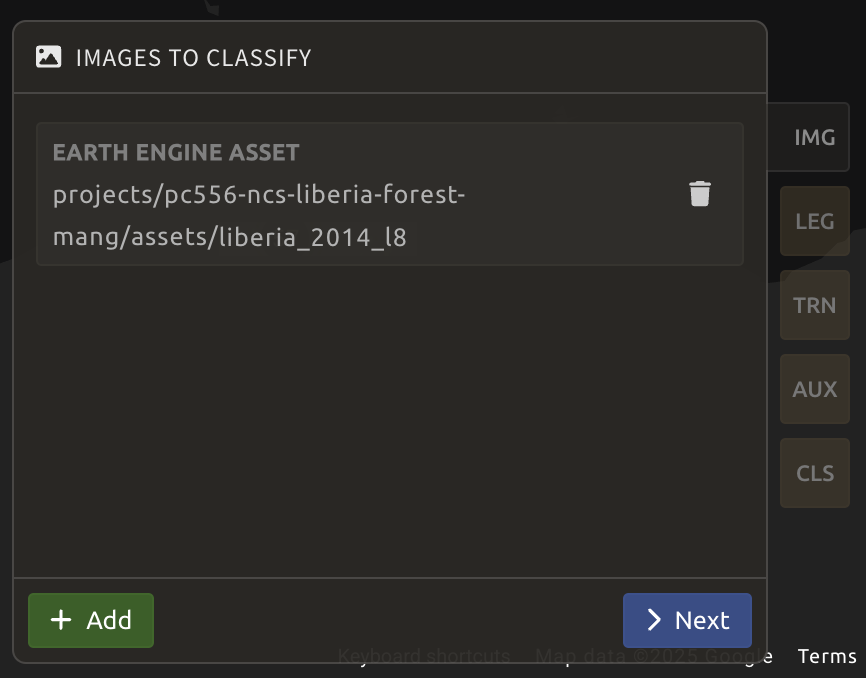 IMAGES TO CLASSIFY
EARTH ENGINE ASSET
projects/pc556-ncs-liberia-forest-
mang/assets/liberia_2014_l8
IMG
LEG
TRN
AUX
CLS
Add
Next
Keyboard shortcuts
Map data ©2025 Google
Terms